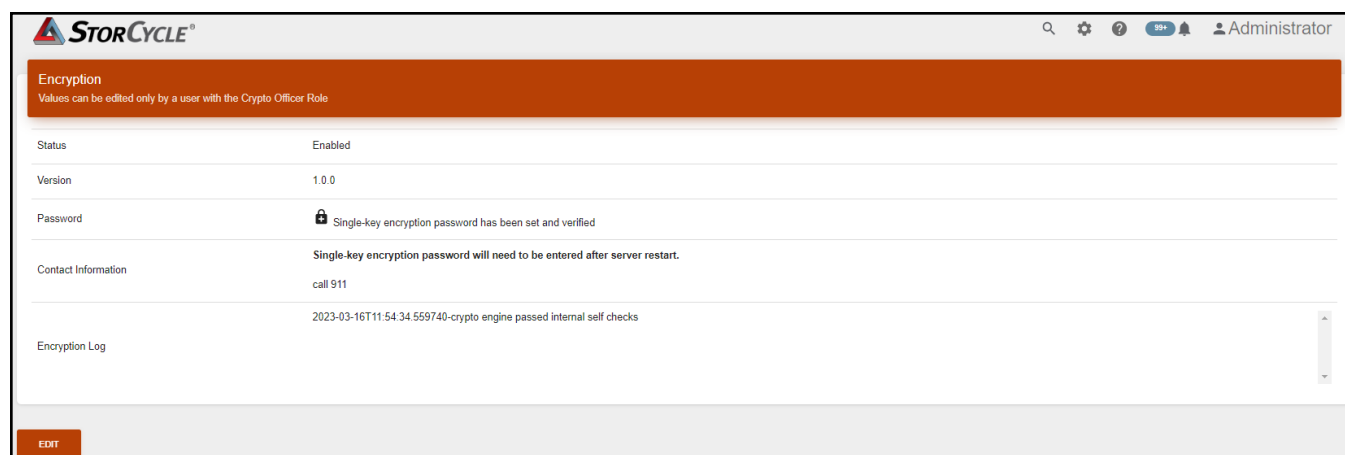 STORCYCLE®
99+
Administrator
Encryption
Values can be edited only by a user with the Crypto Officer Role
Status Enabled
Version 1.0.0
Password Single-key encryption password has been set and verified
Single-key encryption password will need to be entered after server restart.
Contact Information
call 911
2023-03-16T11:54:34.559740-crypto engine passed internal self checks
Encryption Log
EDIT